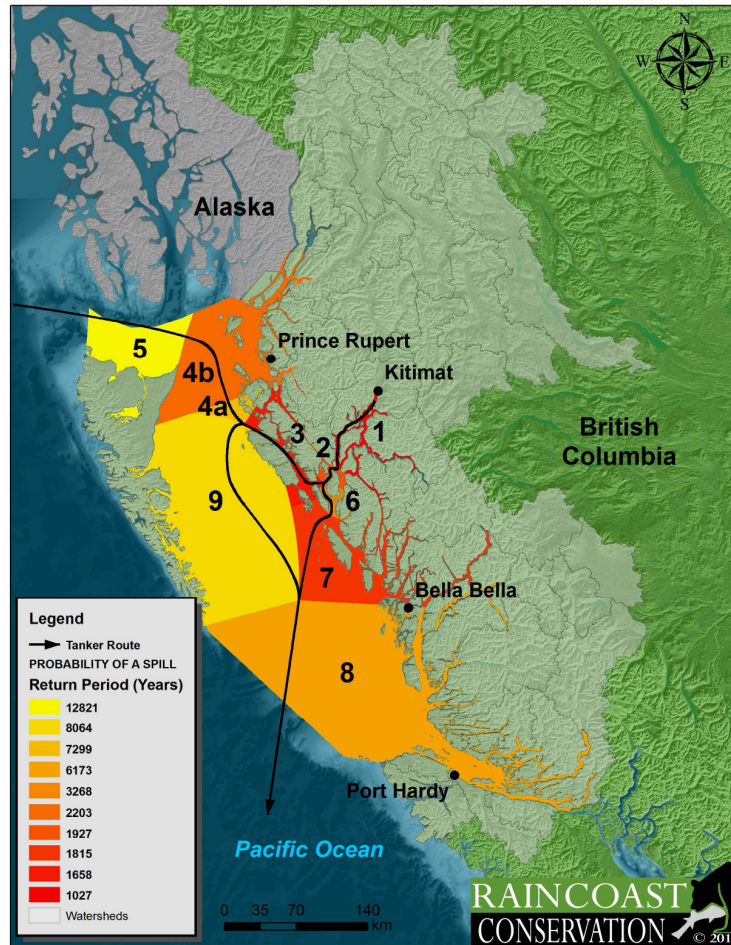 N
W E
S
Alaska
Prince Rupert
Kitimat
5
4b
4a
3
2
1
British
Columbia
9
6
7
Bella Bella
8
Port Hardy
Pacific Ocean
Legend
Tanker Route
PROBABILITY OF A SPILL
Return Period (Years)
12821
8064
7299
6173
3268
2203
1927
1815
1658
1027
Watersheds
0 35 70 140
km
RAINCOAST
CONSERVATION
© 201